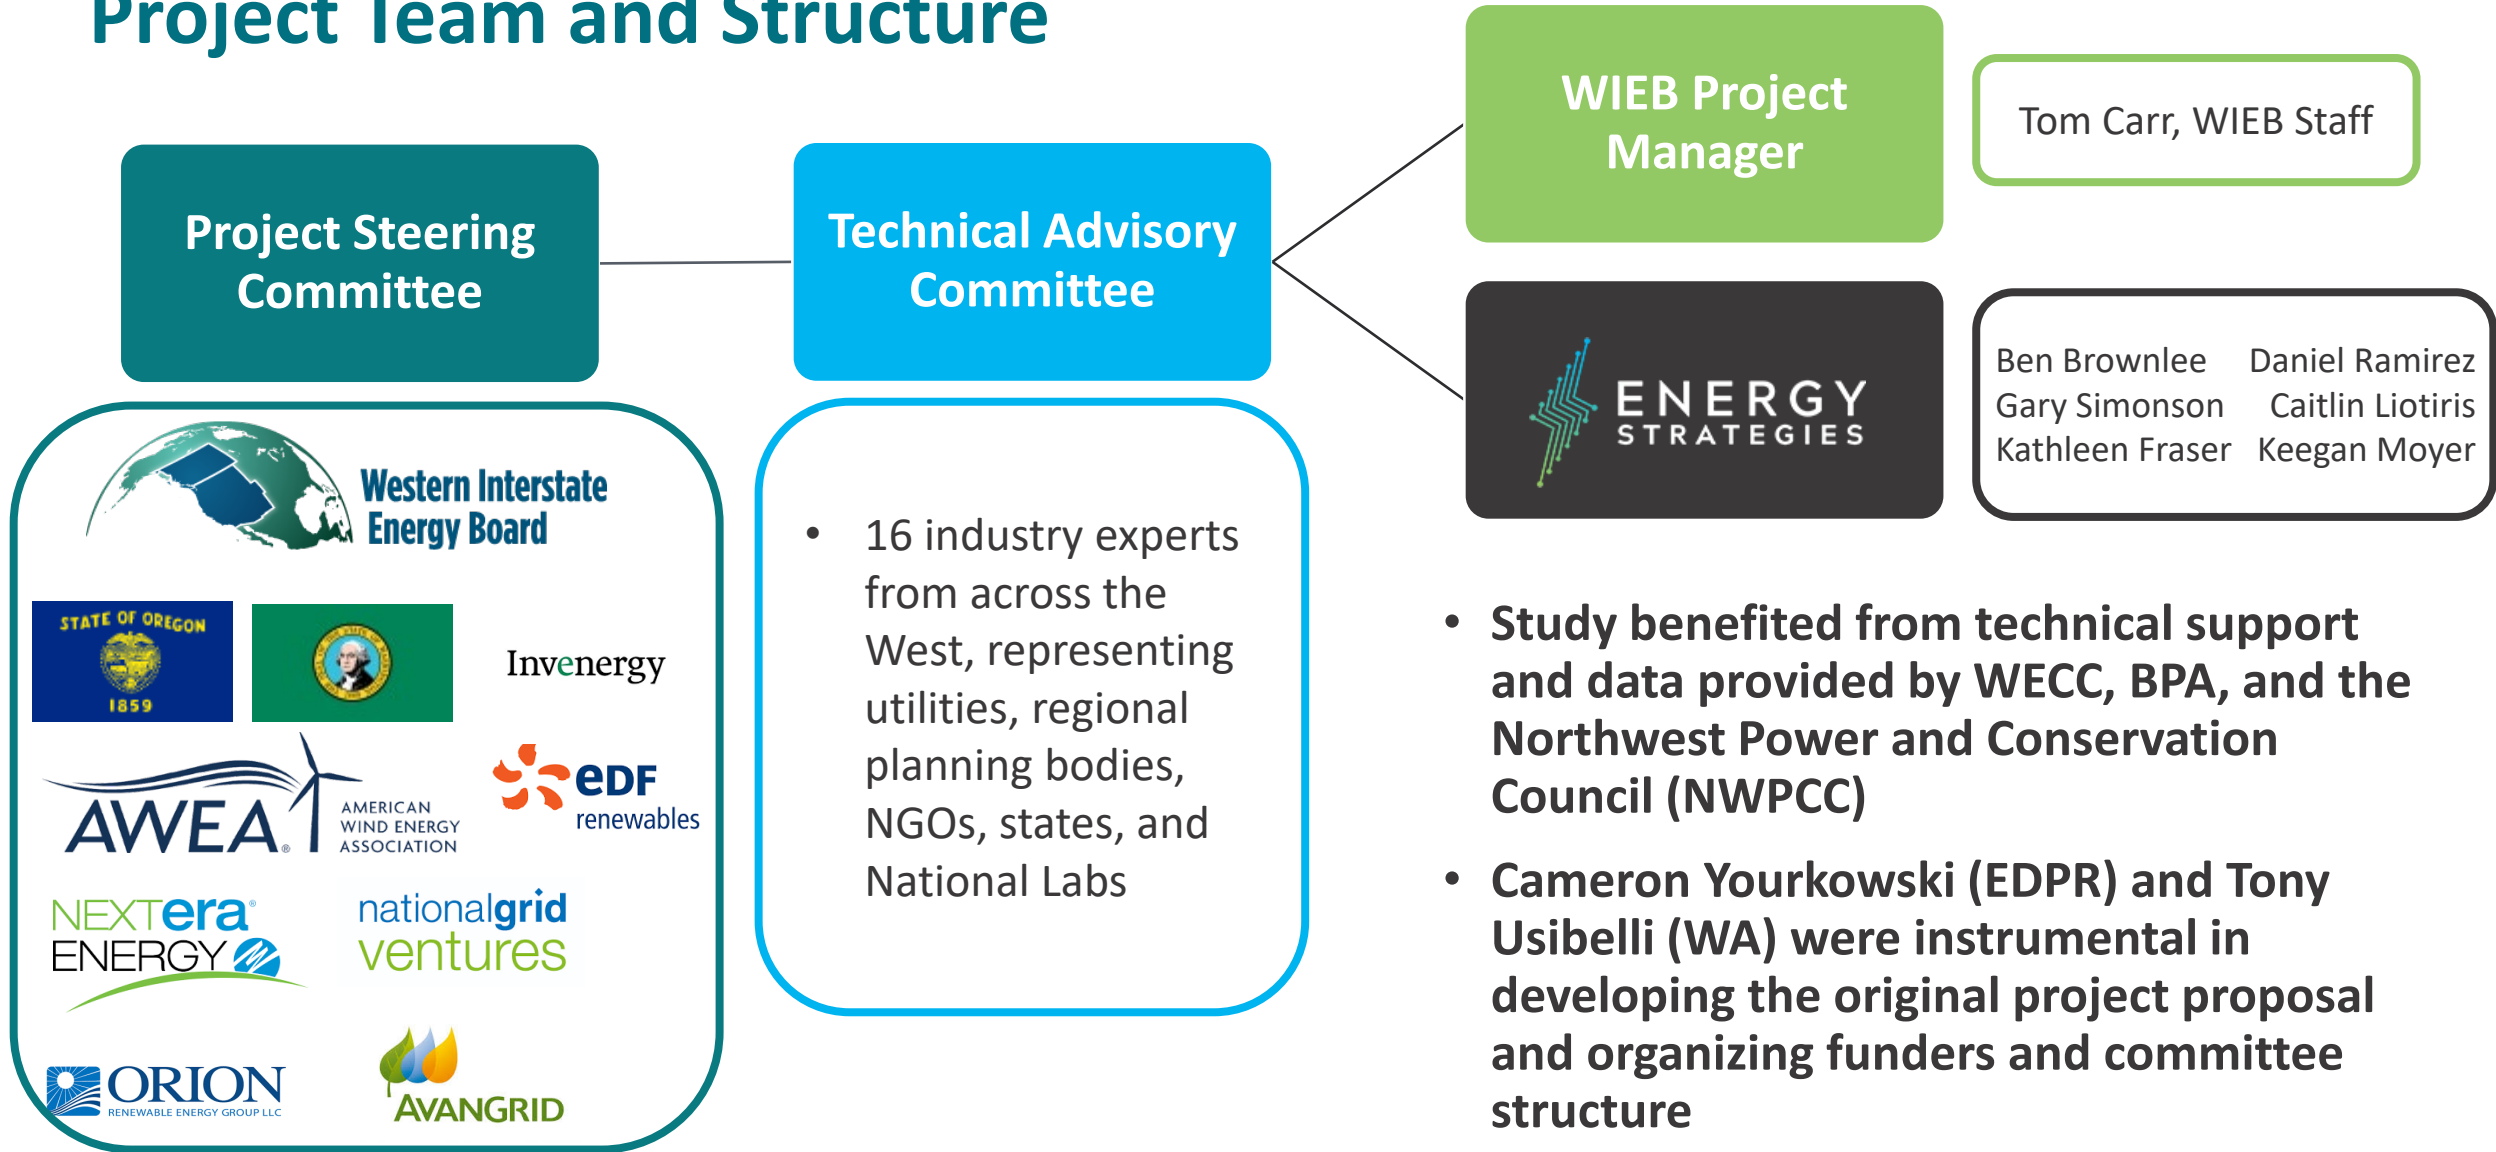 Project Team and Structure
Project Steering
Committee
Western Interstate
Energy Board
STATE OF OREGON
1859
Invenergy
AWEA®
AMERICAN
WIND ENERGY
ASSOCIATION
eDF
renewables
NEXTera®
ENERGY
nationalgrid
ventures
ORION
RENEWABLE ENERGY GROUP LLC
AVANGRID
Technical Advisory
Committee
• 16 industry experts
from across the
West, representing
utilities, regional
planning bodies,
NGOs, states, and
National Labs
WIEB Project
Manager
Tom Carr, WIEB Staff
ENERGY
STRATEGIES
Ben Brownlee Daniel Ramirez
Gary Simonson Caitlin Liotiris
Kathleen Fraser Keegan Moyer
• Study benefited from technical support
and data provided by WECC, BPA, and the
Northwest Power and Conservation
Council (NWPCC)
• Cameron Yourkowski (EDPR) and Tony
Usibelli (WA) were instrumental in
developing the original project proposal
and organizing funders and committee
structure